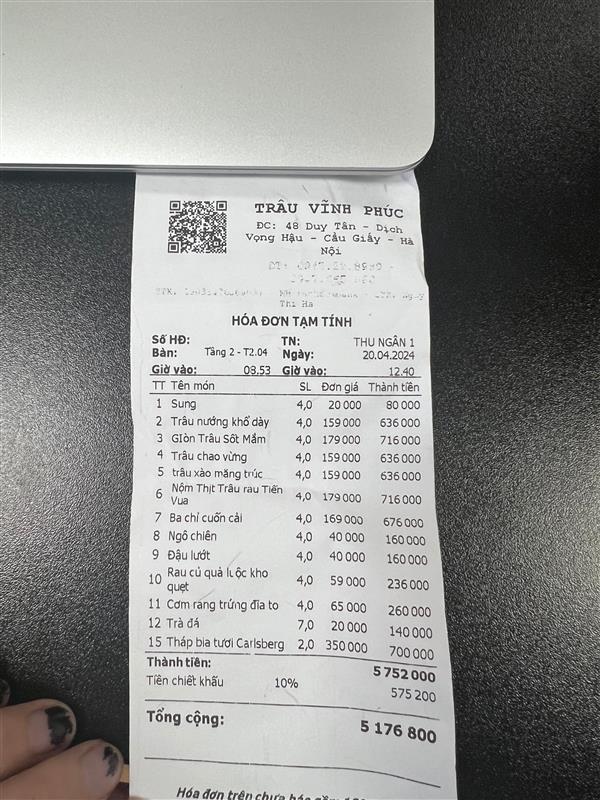 TRÂU VĨNH PHÚC
ĐC: 48 Duy Tân - Dịch
Vọng Hậu - Cầu Giấy - Hà
Nội
Thi Ha
HÓA ĐƠN TẠM TÍNH
Số HĐ: TN: THU NGÂN 1
Bàn: Tầng 2 - T2.04 Ngày: 20.04.2024
Giờ vào: 08.53 Giờ vào: 12.40
TT Tên món SL Đơn giá Thành tiền
1 Sung 4,0 20 000 80 000
2 Trâu nướng khổ dày 4,0 159 000 636 000
3 GIòn Trâu Sốt Mắm 4,0 179 000 716 000
4 Trâu chao vừng 4,0 159 000 636 000
5 trâu xào măng trúc 4,0 159 000 636 000
6 Nộm Thịt Trâu rau Tiến
Vua 4,0 179 000 716 000
7 Ba chỉ cuốn cải 4,0 169 000 676 000
8 Ngô chiên 4,0 40 000 160 000
9 Đậu lướt 4,0 40 000 160 000
10 Rau củ quả luộc kho
quẹt 4,0 59 000 236 000
11 Cơm rang trứng đĩa to 4,0 65 000 260 000
12 Trà đá 7,0 20 000 140 000
15 Tháp bia tươi Carlsberg 2,0 350 000 700 000
Thành tiền: 5 752 000
Tiền chiết khấu 10% 575 200
Tổng cộng: 5 176 800
Hóa đơn trên chưa